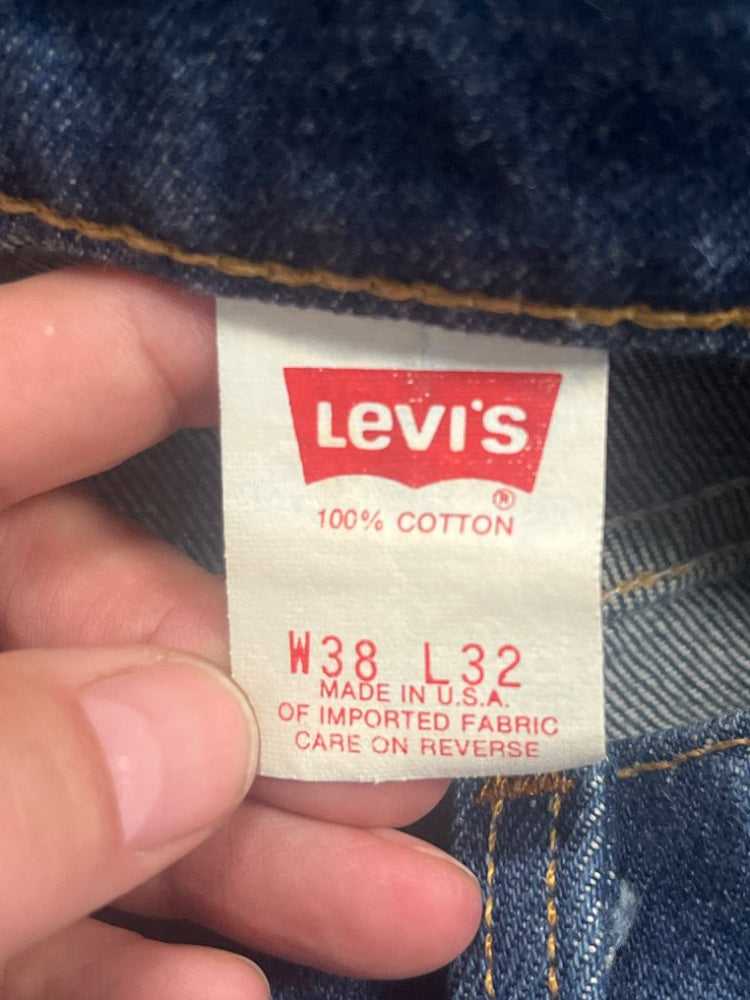 Levi's
®
100% COTTON
W38 L32
MADE IN U.S.A.
OF IMPORTED FABRIC
CARE ON REVERSE